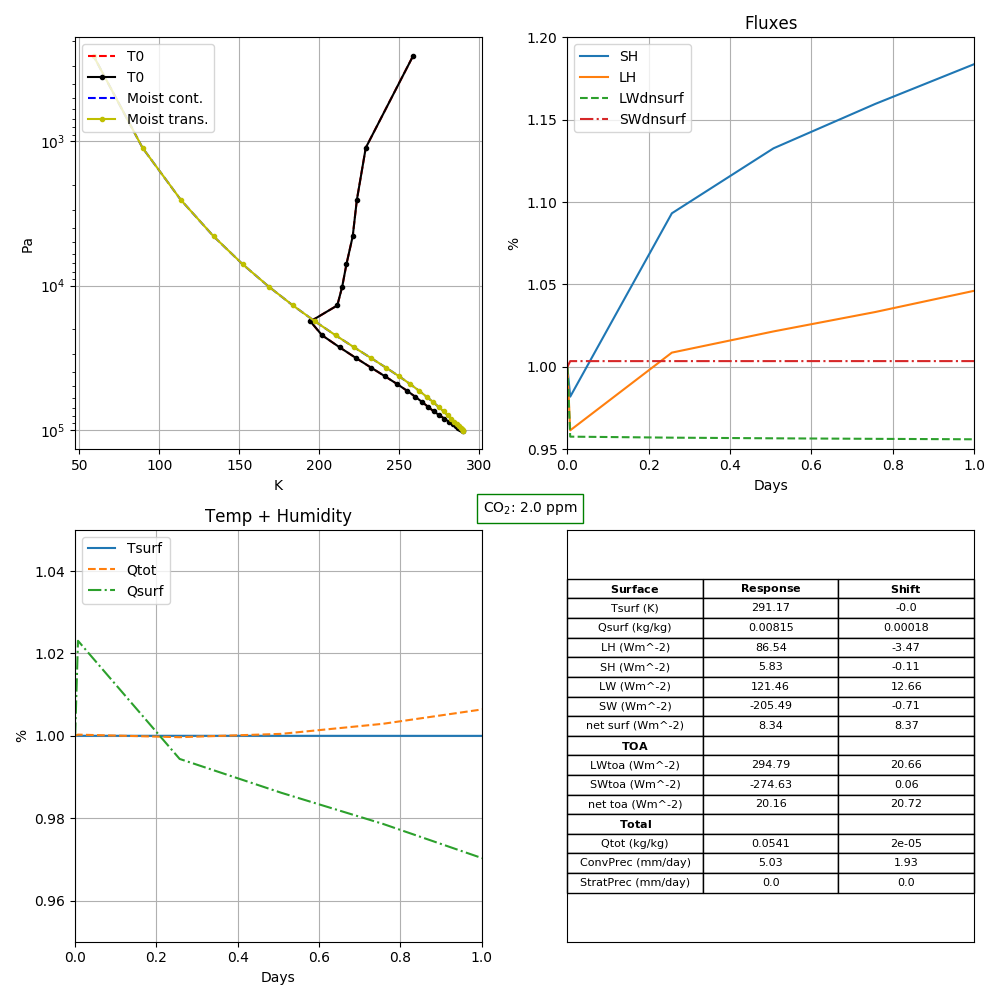 T0
T0
Moist cont.
Moist trans.
10^3
10^4
10^5
Pa
50 100 150 200 250 300
K
Fluxes
SH
LH
LWdnsurf
SWdnsurf
1.20
1.15
1.10
1.05
1.00
0.95
%
0.0 0.2 0.4 0.6 0.8 1.0
Days
CO₂: 2.0 ppm
Temp + Humidity
Tsurf
Qtot
Qsurf
1.04
1.02
1.00
0.98
0.96
%
0.0 0.2 0.4 0.6 0.8 1.0
Days
Surface Response Shift
Tsurf (K) 291.17 -0.0
Qsurf (kg/kg) 0.00815 0.00018
LH (Wm^-2) 86.54 -3.47
SH (Wm^-2) 5.83 -0.11
LW (Wm^-2) 121.46 12.66
SW (Wm^-2) -205.49 -0.71
net surf (Wm^-2) 8.34 8.37
TOA
LWtoa (Wm^-2) 294.79 20.66
SWtoa (Wm^-2) -274.63 0.06
net toa (Wm^-2) 20.16 20.72
Total
Qtot (kg/kg) 0.0541 2e-05
ConvPrec (mm/day) 5.03 1.93
StratPrec (mm/day) 0.0 0.0